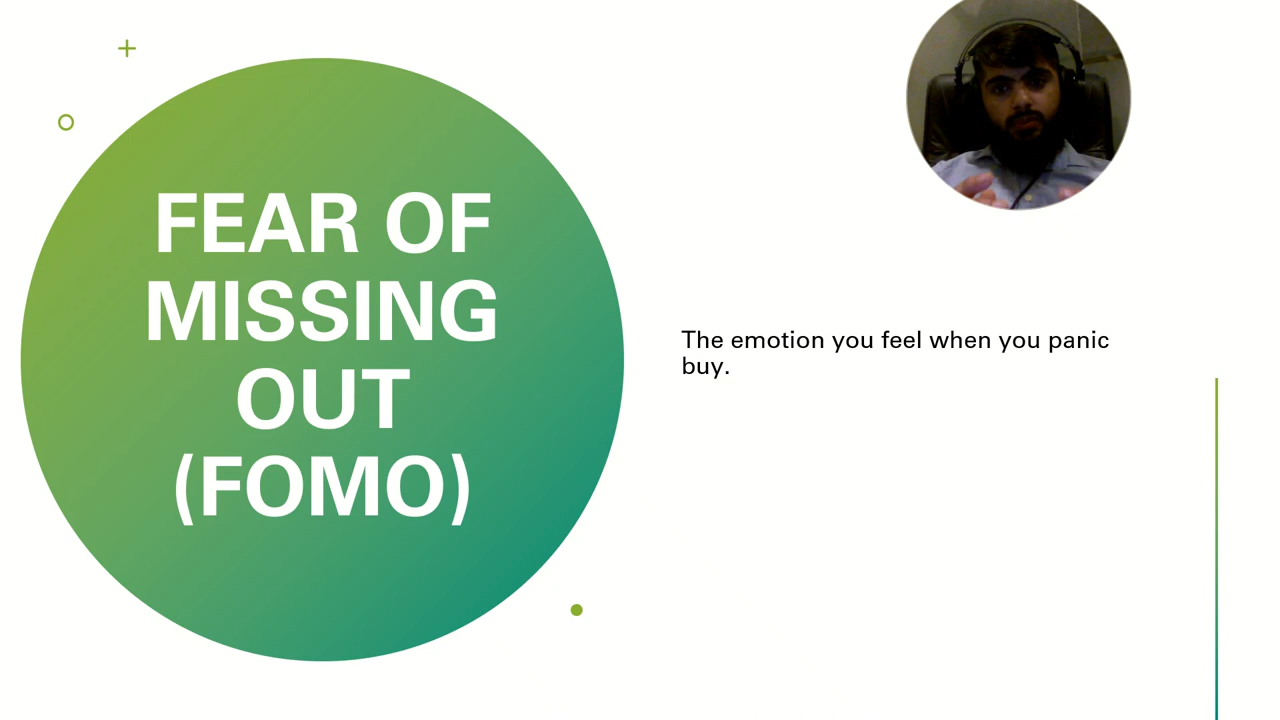 FEAR OF
MISSING
OUT
(FOMO)
The emotion you feel when you panic
buy.